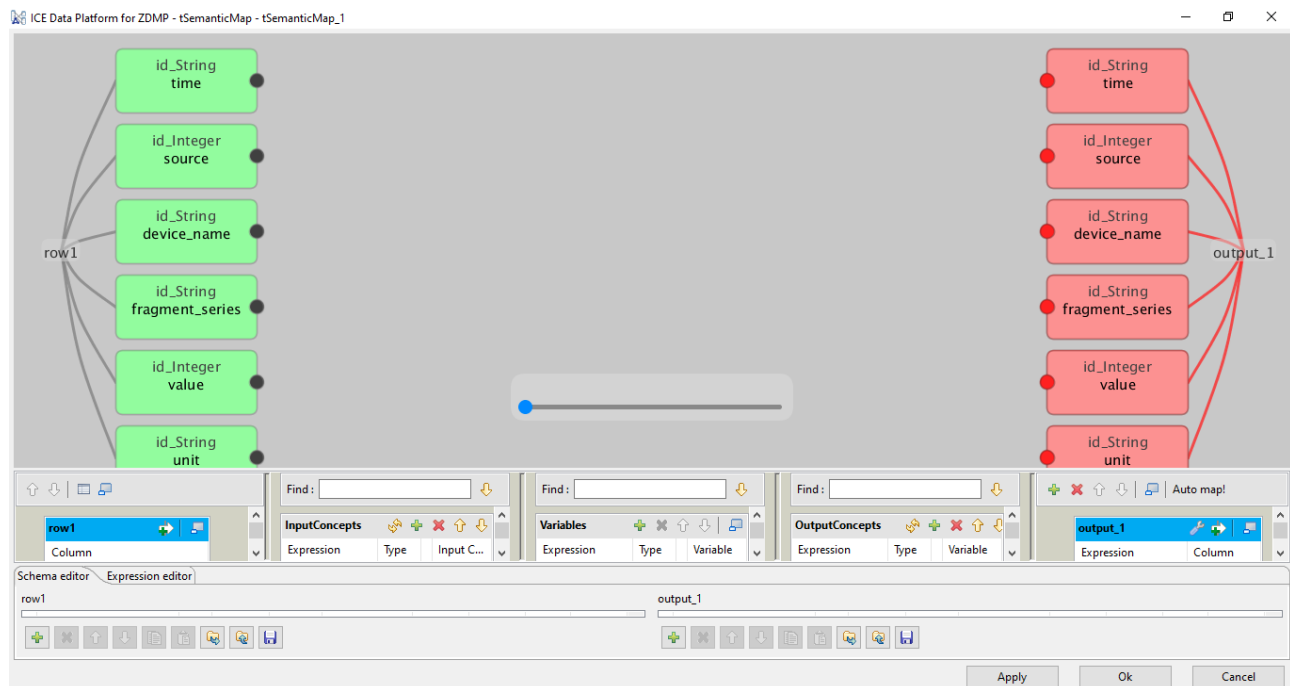 ICE Data Platform for ZDMP - tSemanticMap - tSemanticMap_1
id_String
time
id_Integer
source
id_String
device_name
id_String
fragment_series
id_Integer
value
id_String
unit
row1
id_String
time
id_Integer
source
id_String
device_name
id_String
fragment_series
id_Integer
value
id_String
unit
output_1
Find :
Find :
Find :
Auto map!
row1
Column
InputConcepts
Expression Type Input C...
Variables
Expression Type Variable
OutputConcepts
Expression Type Variable
output_1
Expression Column
Schema editor Expression editor
row1
output_1
Apply Ok Cancel